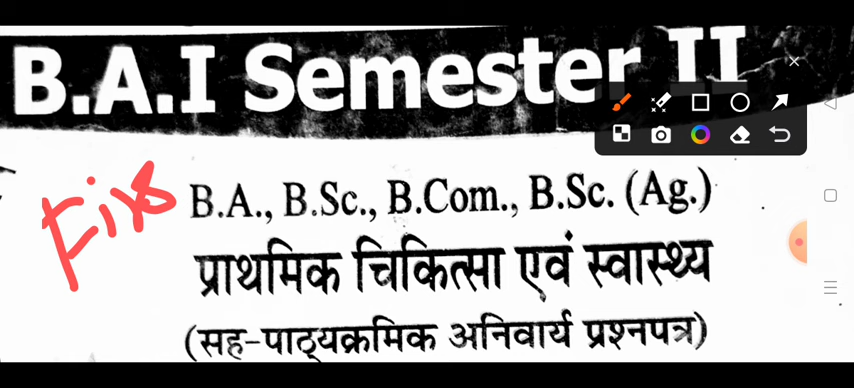 B.A.I Semester II
Fix
B.A., B.Sc., B.Com., B.Sc. (Ag.)
प्राथमिक चिकित्सा एवं स्वास्थ्य
(सह-पाठ्यक्रमिक अनिवार्य प्रश्नपत्र)